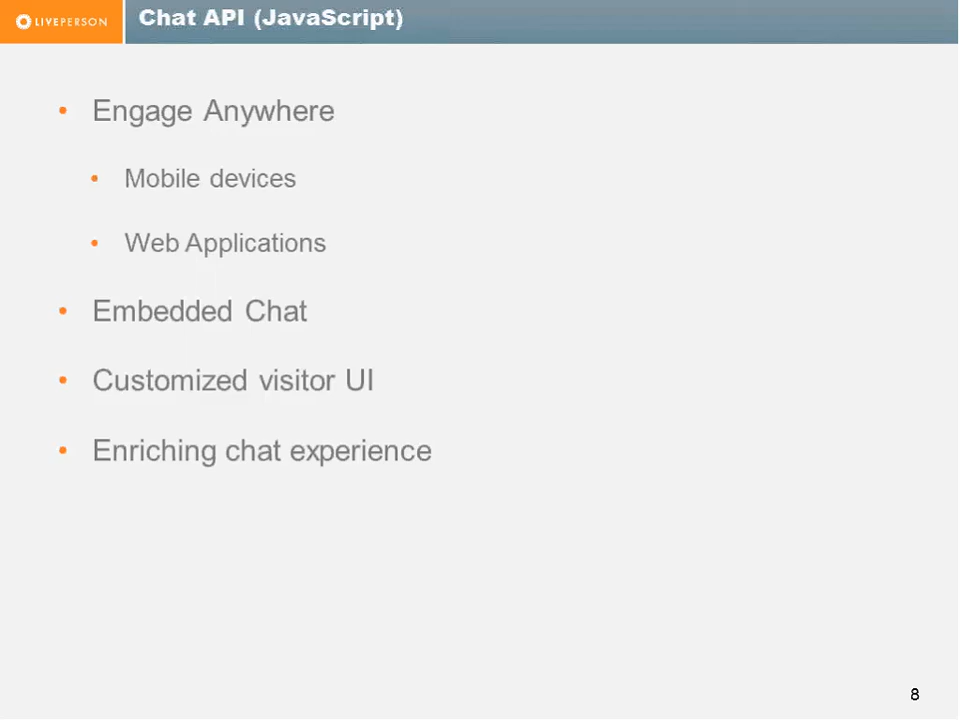 LIVEPERSON
Chat API (JavaScript)
• Engage Anywhere
• Mobile devices
• Web Applications
• Embedded Chat
• Customized visitor UI
• Enriching chat experience
8